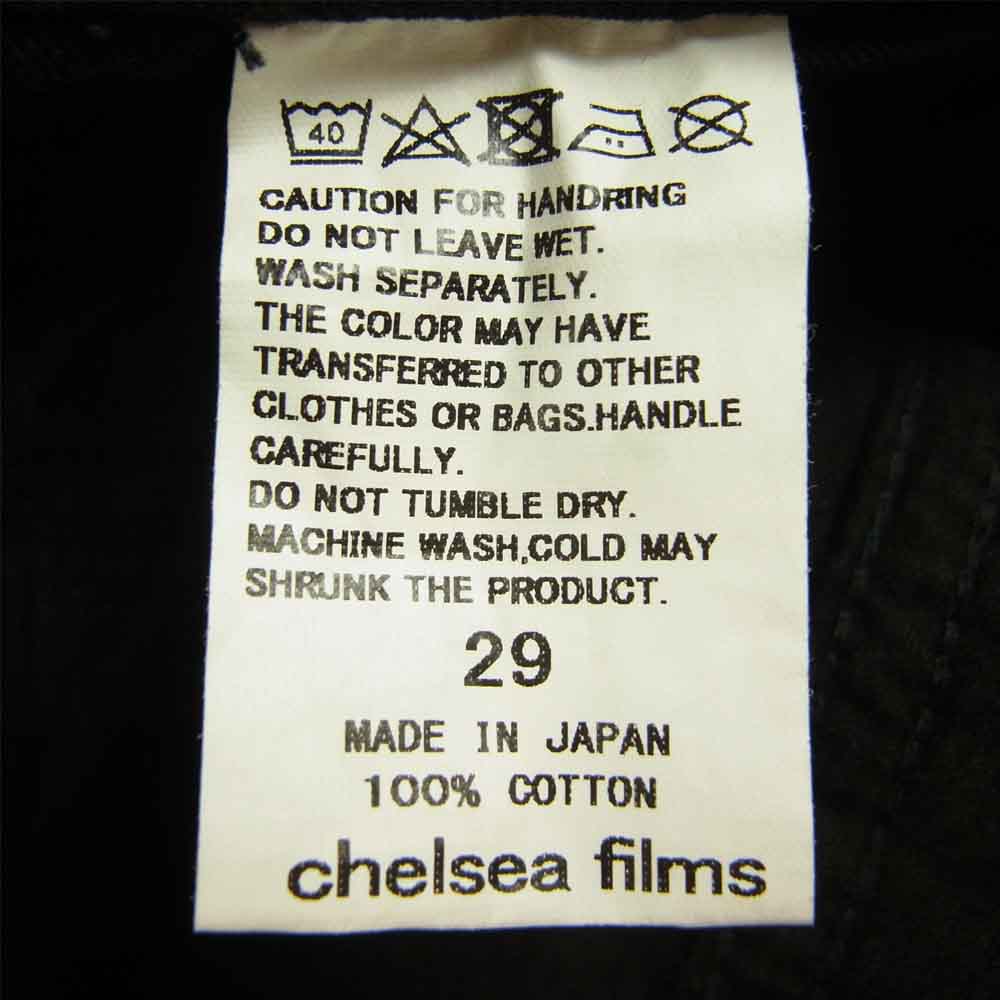 40
CAUTION FOR HANDRING
DO NOT LEAVE WET.
WASH SEPARATELY.
THE COLOR MAY HAVE
TRANSFERRED TO OTHER
CLOTHES OR BAGS.HANDLE
CAREFULLY.
DO NOT TUMBLE DRY.
MACHINE WASH,COLD MAY
SHRUNK THE PRODUCT.
29
MADE IN JAPAN
100% COTTON
chelsea films